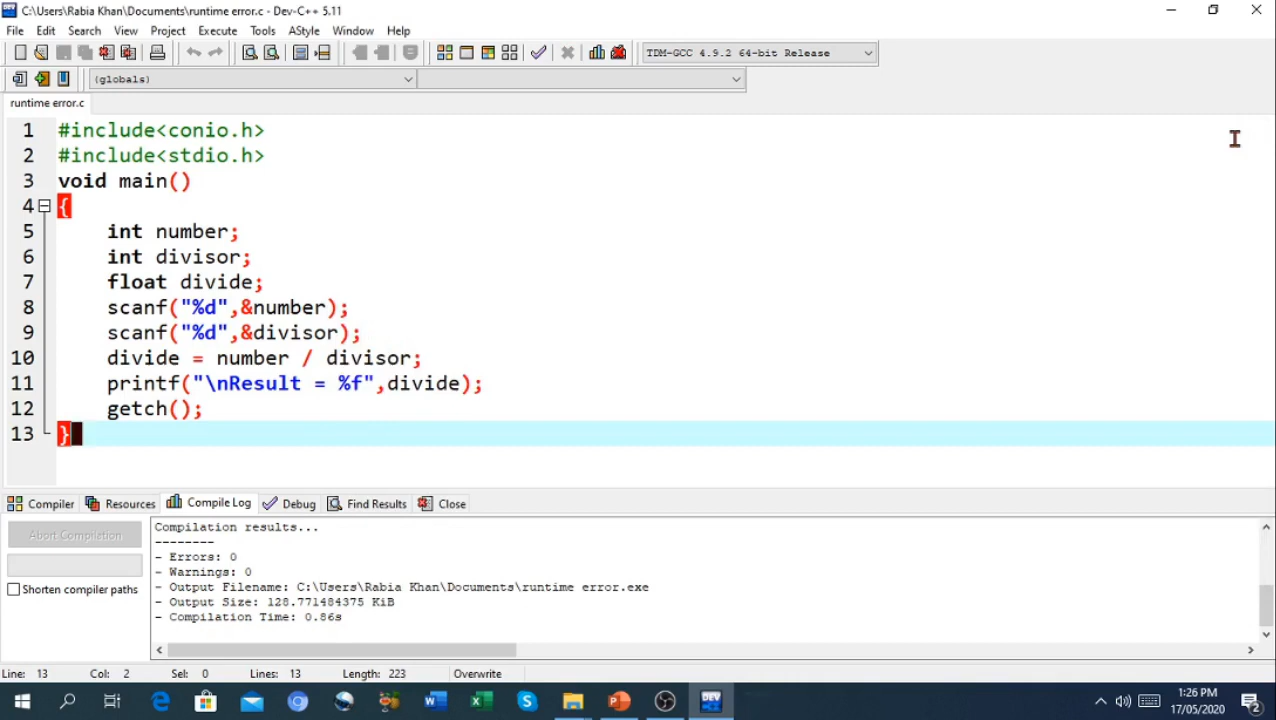 C:\Users\Rabia Khan\Documents\runtime error.c - Dev-C++ 5.11
File Edit Search View Project Execute Tools AStyle Window Help
TDM-GCC 4.9.2 64-bit Release
(globals)
runtime error.c
1 #include<conio.h>
2 #include<stdio.h>
3 void main()
4 {
5 int number;
6 int divisor;
7 float divide;
8 scanf("%d",&number);
9 scanf("%d",&divisor);
10 divide = number / divisor;
11 printf("\nResult = %f",divide);
12 getch();
13 }
Compiler Resources Compile Log Debug Find Results Close
Abort Compilation
Shorten compiler paths
Compilation results...
--------
- Errors: 0
- Warnings: 0
- Output Filename: C:\Users\Rabia Khan\Documents\runtime error.exe
- Output Size: 128.771484375 KiB
- Compilation Time: 0.86s
Line: 13 Col: 2 Sel: 0 Lines: 13 Length: 223 Overwrite
DEV
1:26 PM
17/05/2020
2